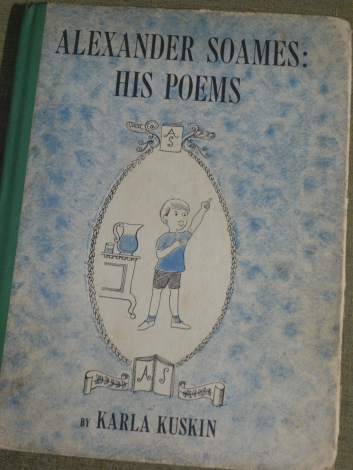 ALEXANDER SOAMES:
HIS POEMS
A
S
A S
BY KARLA KUSKIN